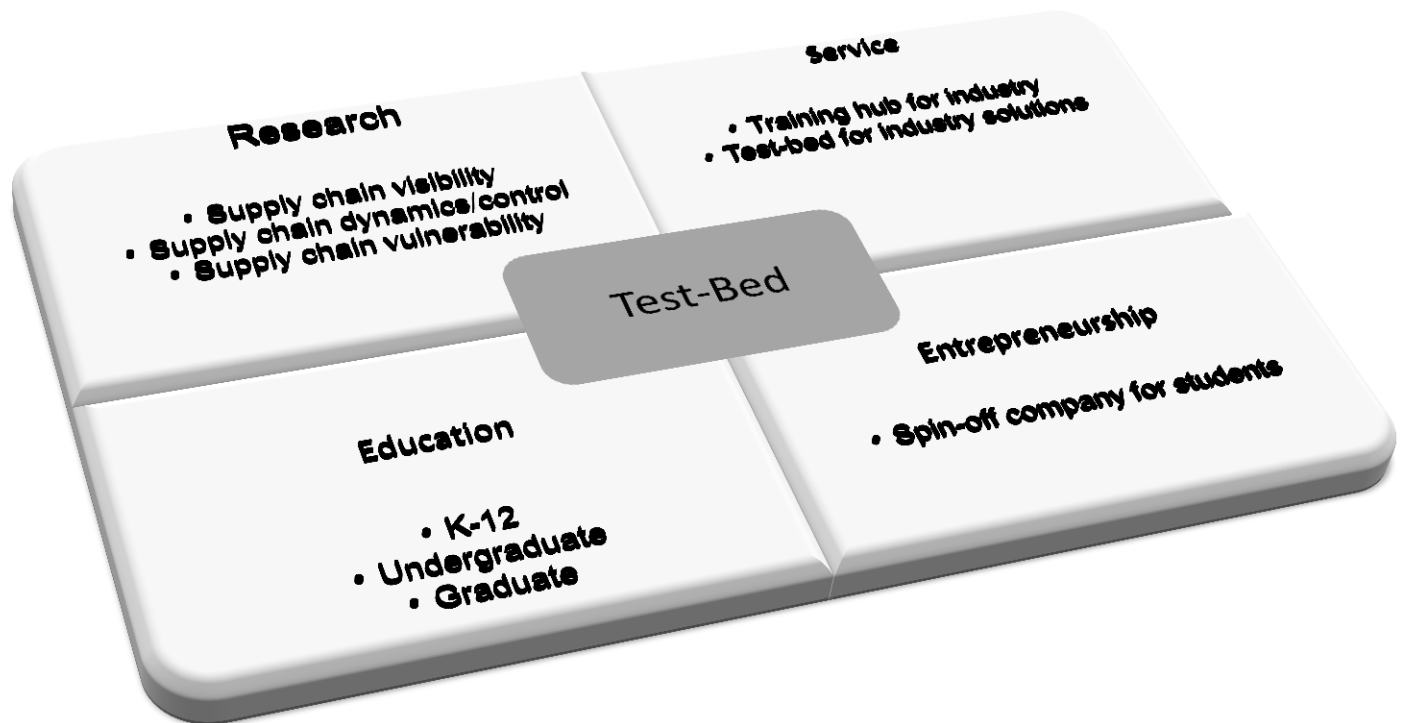 Research
• Supply chain visibility
• Supply chain dynamics/control
• Supply chain vulnerability
Service
• Training hub for industry
• Test-bed for industry solutions
Test-Bed
Education
• K-12
• Undergraduate
• Graduate
Entrepreneurship
• Spin-off company for students